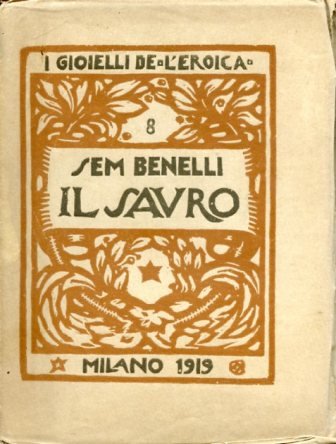 I GIOIELLI DE "L'EROICA"
8
SEM BENELLI
IL SAVRO
MILANO 1919